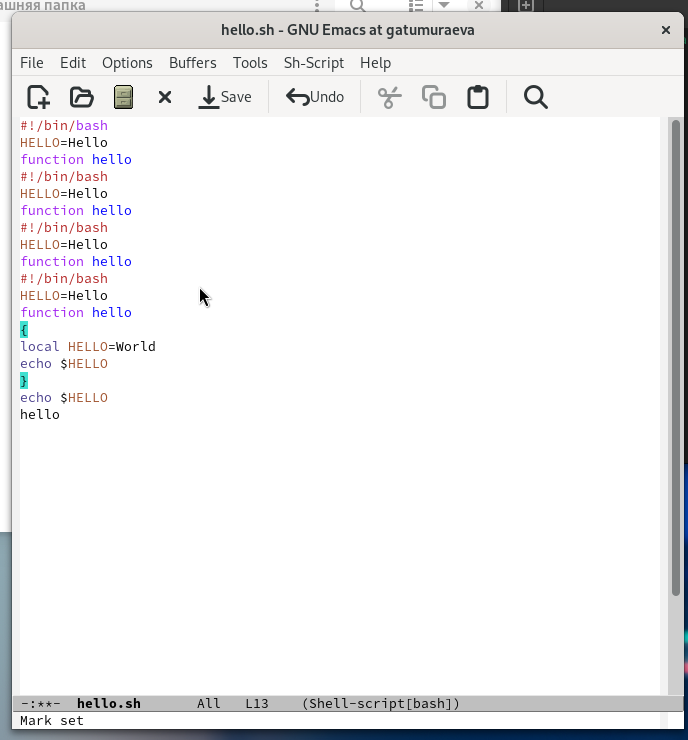 ашняя папка
hello.sh - GNU Emacs at gatumuraeva
File Edit Options Buffers Tools Sh-Script Help
Save Undo
#!/bin/bash
HELLO=Hello
function hello
#!/bin/bash
HELLO=Hello
function hello
#!/bin/bash
HELLO=Hello
function hello
#!/bin/bash
HELLO=Hello
function hello
{
local HELLO=World
echo $HELLO
}
echo $HELLO
hello
-:**- hello.sh All L13 (Shell-script[bash])
Mark set